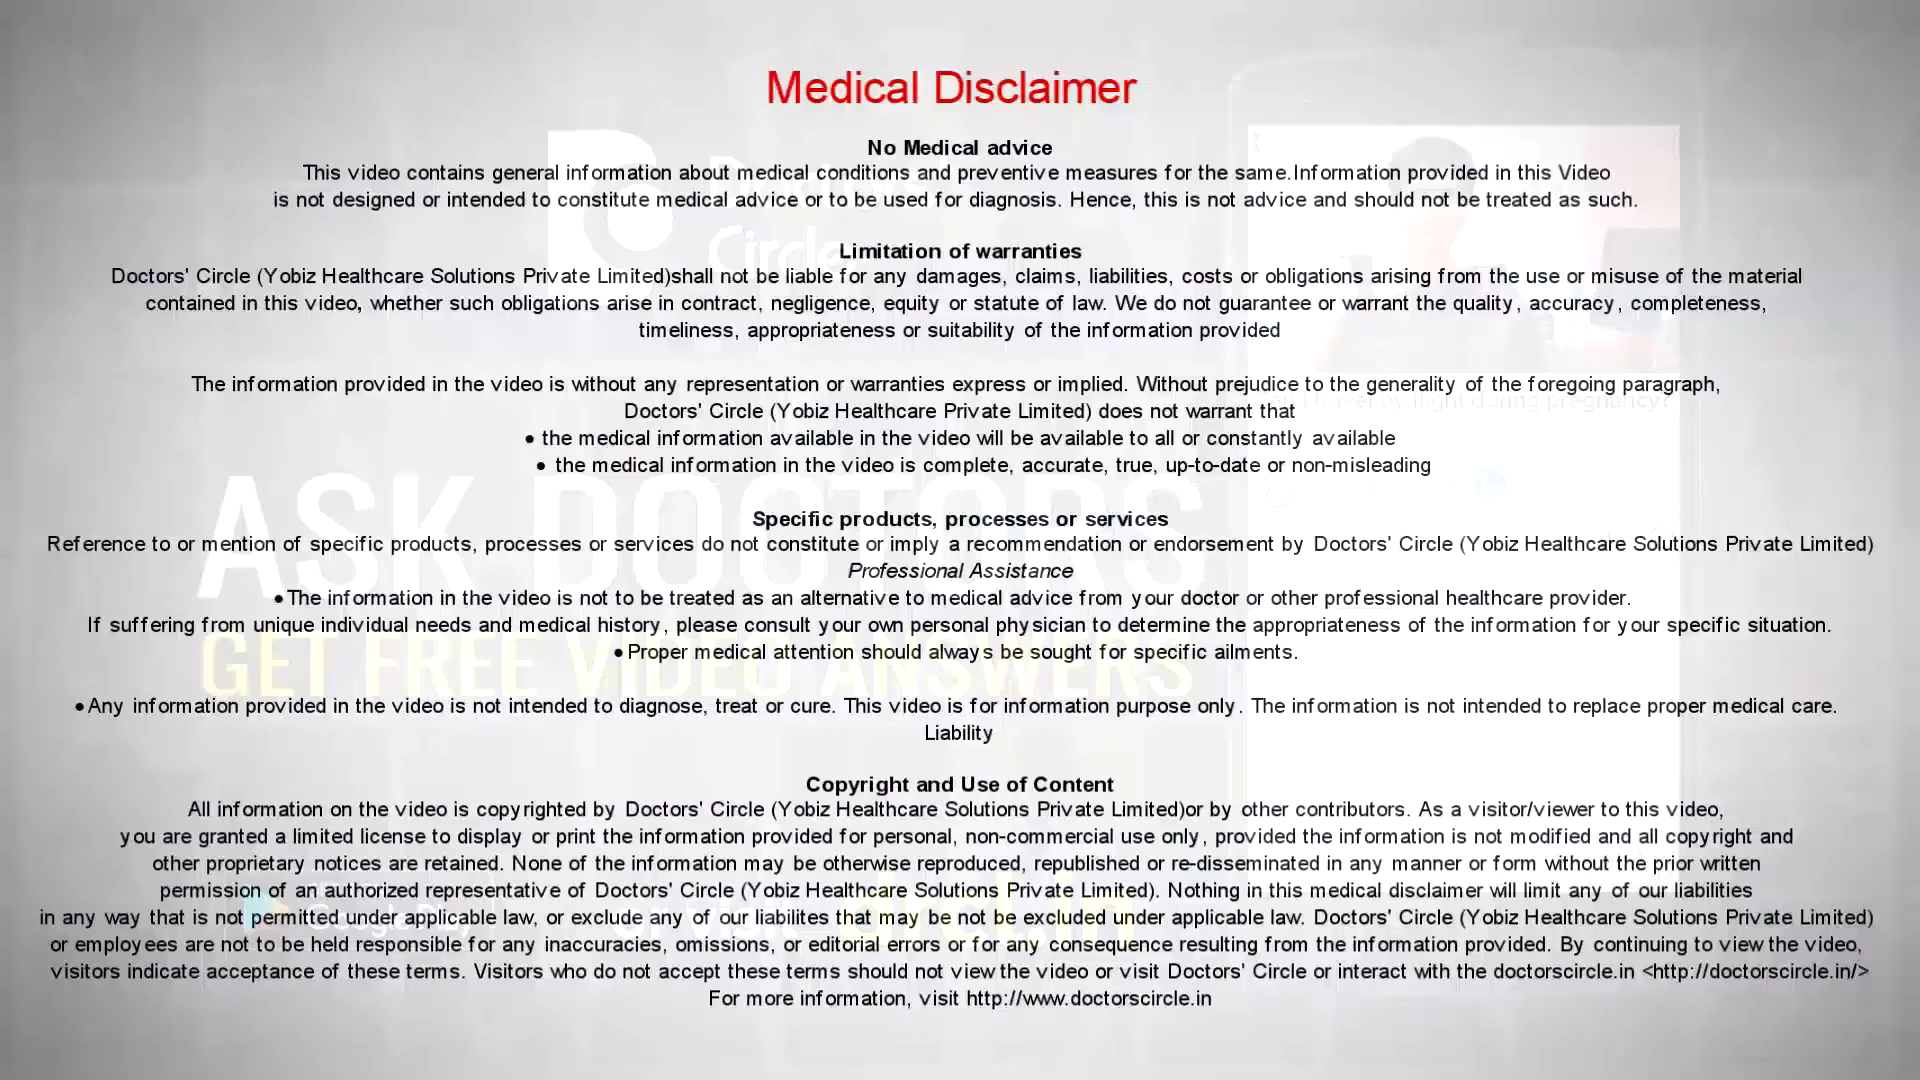 Medical Disclaimer
No Medical advice
This video contains general information about medical conditions and preventive measures for the same.Information provided in this Video
is not designed or intended to constitute medical advice or to be used for diagnosis. Hence, this is not advice and should not be treated as such.
Limitation of warranties
Doctors' Circle (Yobiz Healthcare Solutions Private Limited)shall not be liable for any damages, claims, liabilities, costs or obligations arising from the use or misuse of the material
contained in this video, whether such obligations arise in contract, negligence, equity or statute of law. We do not guarantee or warrant the quality, accuracy, completeness,
timeliness, appropriateness or suitability of the information provided
The information provided in the video is without any representation or warranties express or implied. Without prejudice to the generality of the foregoing paragraph,
Doctors' Circle (Yobiz Healthcare Private Limited) does not warrant that
• the medical information available in the video will be available to all or constantly available
• the medical information in the video is complete, accurate, true, up-to-date or non-misleading
Specific products, processes or services
Reference to or mention of specific products, processes or services do not constitute or imply a recommendation or endorsement by Doctors' Circle (Yobiz Healthcare Solutions Private Limited)
Professional Assistance
•The information in the video is not to be treated as an alternative to medical advice from your doctor or other professional healthcare provider.
If suffering from unique individual needs and medical history, please consult your own personal physician to determine the appropriateness of the information for your specific situation.
•Proper medical attention should always be sought for specific ailments.
•Any information provided in the video is not intended to diagnose, treat or cure. This video is for information purpose only. The information is not intended to replace proper medical care.
Liability
Copyright and Use of Content
All information on the video is copyrighted by Doctors' Circle (Yobiz Healthcare Solutions Private Limited)or by other contributors. As a visitor/viewer to this video,
you are granted a limited license to display or print the information provided for personal, non-commercial use only, provided the information is not modified and all copyright and
other proprietary notices are retained. None of the information may be otherwise reproduced, republished or re-disseminated in any manner or form without the prior written
permission of an authorized representative of Doctors' Circle (Yobiz Healthcare Solutions Private Limited). Nothing in this medical disclaimer will limit any of our liabilities
in any way that is not permitted under applicable law, or exclude any of our liabilites that may be not be excluded under applicable law. Doctors' Circle (Yobiz Healthcare Solutions Private Limited)
or employees are not to be held responsible for any inaccuracies, omissions, or editorial errors or for any consequence resulting from the information provided. By continuing to view the video,
visitors indicate acceptance of these terms. Visitors who do not accept these terms should not view the video or visit Doctors' Circle or interact with the doctorscircle.in <http://doctorscircle.in/>
For more information, visit http://www.doctorscircle.in
Circle
ASK DOCTORS
GET FREE VIDEO ANSWERS
Google Play
or visit drcl.in
I travel by flight during pregnancy?